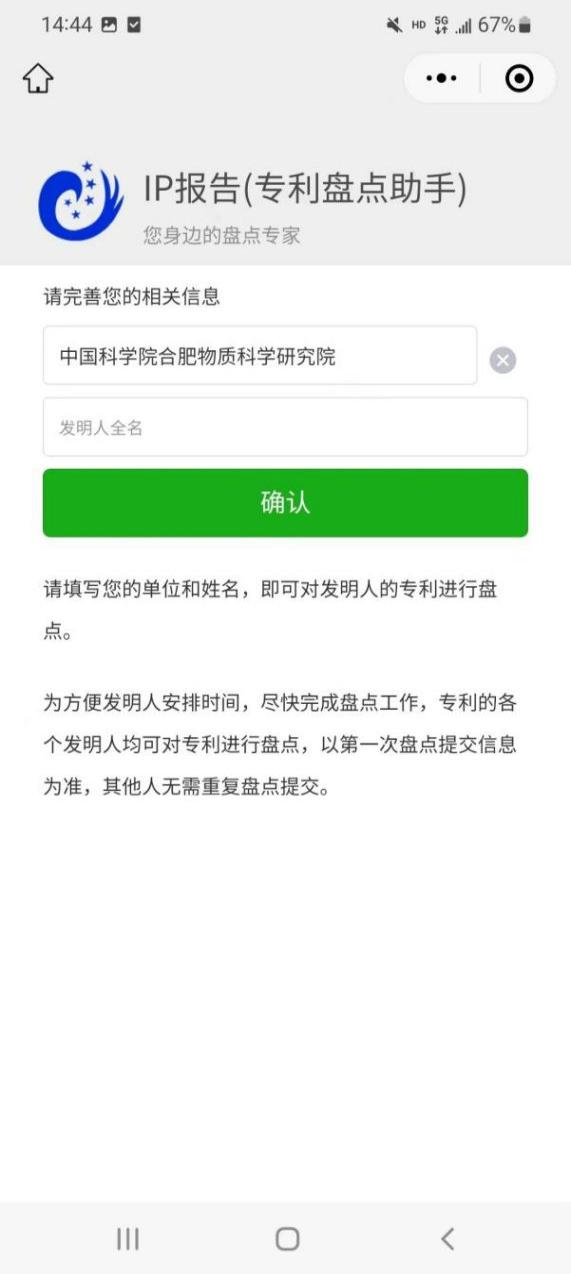 14:44
HD 5G 67%
IP报告(专利盘点助手)
您身边的盘点专家
请完善您的相关信息
中国科学院合肥物质科学研究院
发明人全名
确认
请填写您的单位和姓名，即可对发明人的专利进行盘
点。
为方便发明人安排时间，尽快完成盘点工作，专利的各
个发明人均可对专利进行盘点，以第一次盘点提交信息
为准，其他人无需重复盘点提交。